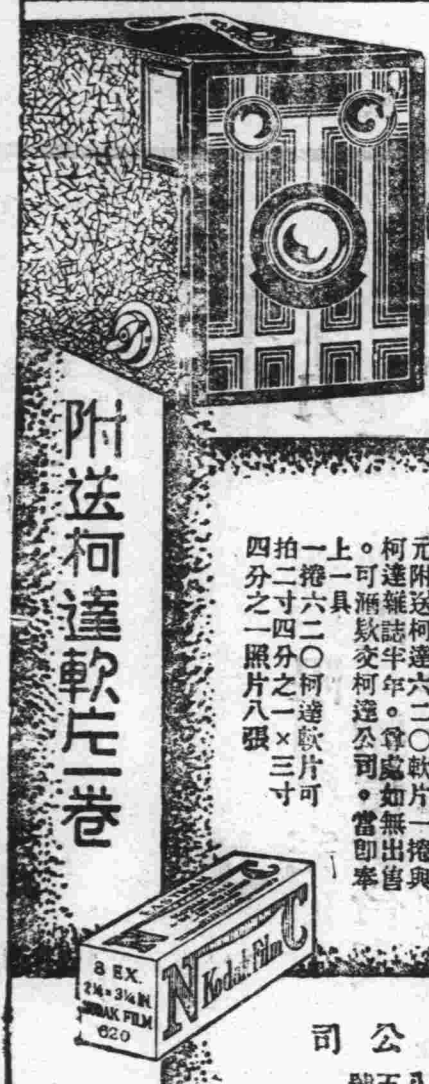 附送柯達軟片一卷
元附送柯達六二〇軟片一捲與
柯達雜誌半年。尊處如無出售
。可滙欵交柯達公司。當卽奉
上一具
一捲六二〇柯達軟片可
拍二寸四分之一×三寸
四分之一照片八張
8 EX.
2¼ × 3¼ IN.
KODAK FILM
620
N Kodak Film C
公司